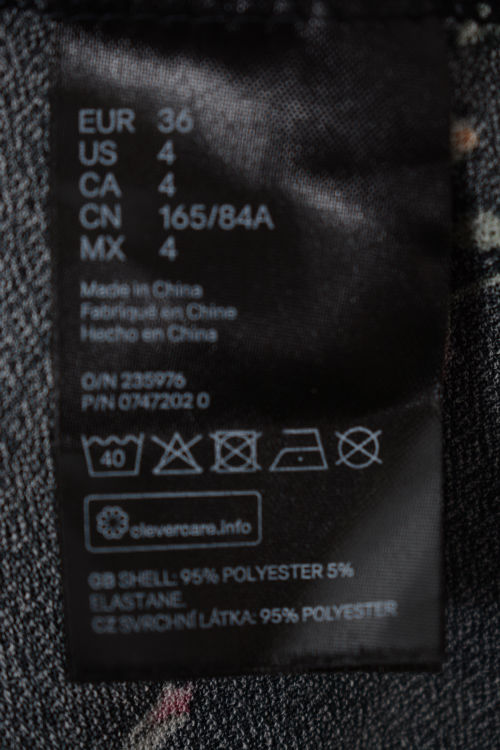 EUR 36
US 4
CA 4
CN 165/84A
MX 4
Made in China
Fabriqué en Chine
Hecho en China
O/N 235976
P/N 0747202 0
40
clevercare.info
GB SHELL: 95% POLYESTER 5%
ELASTANE.
CZ SVRCHNÍ LÁTKA: 95% POLYESTER